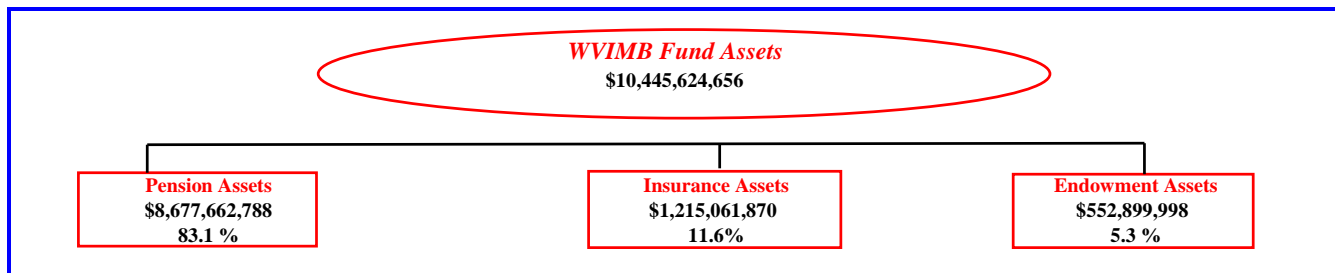 WVIMB Fund Assets
$10,445,624,656
Pension Assets
$8,677,662,788
83.1 %
Insurance Assets
$1,215,061,870
11.6%
Endowment Assets
$552,899,998
5.3 %